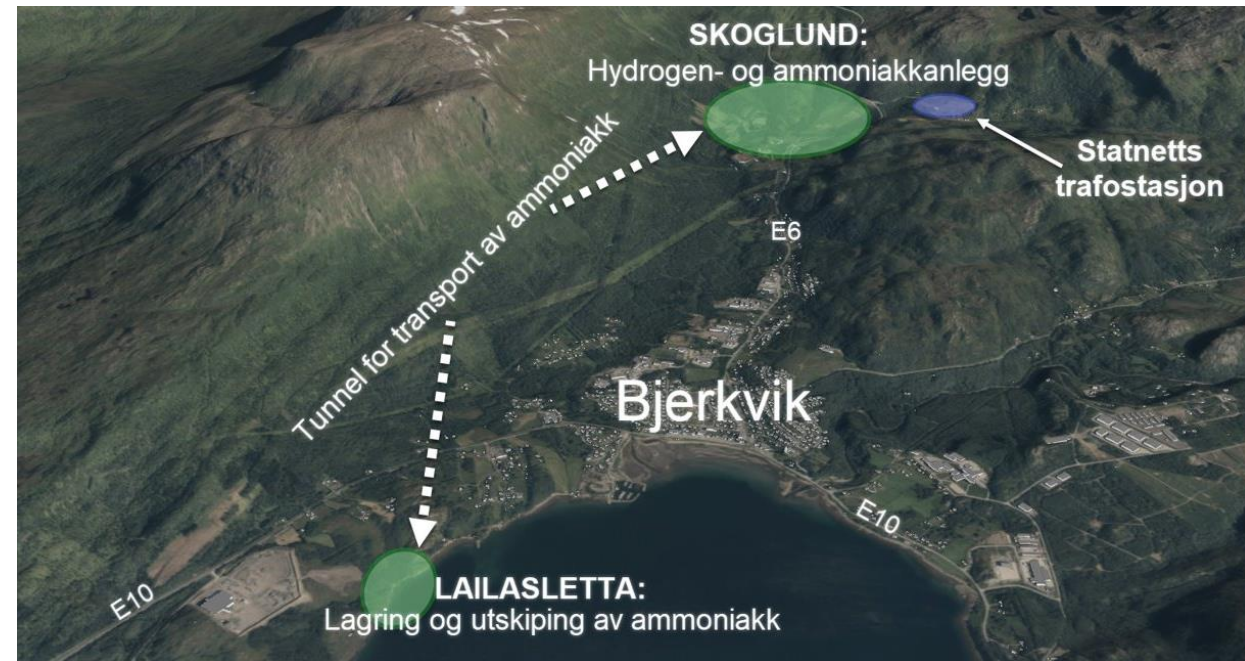 SKOGLUND:
Hydrogen- og ammoniakkanlegg
Statnetts
trafostasjon
Tunnel for transport av ammoniakk
E6
Bjerkvik
E10
E10
LAILASLETTA:
Lagring og utskiping av ammoniakk